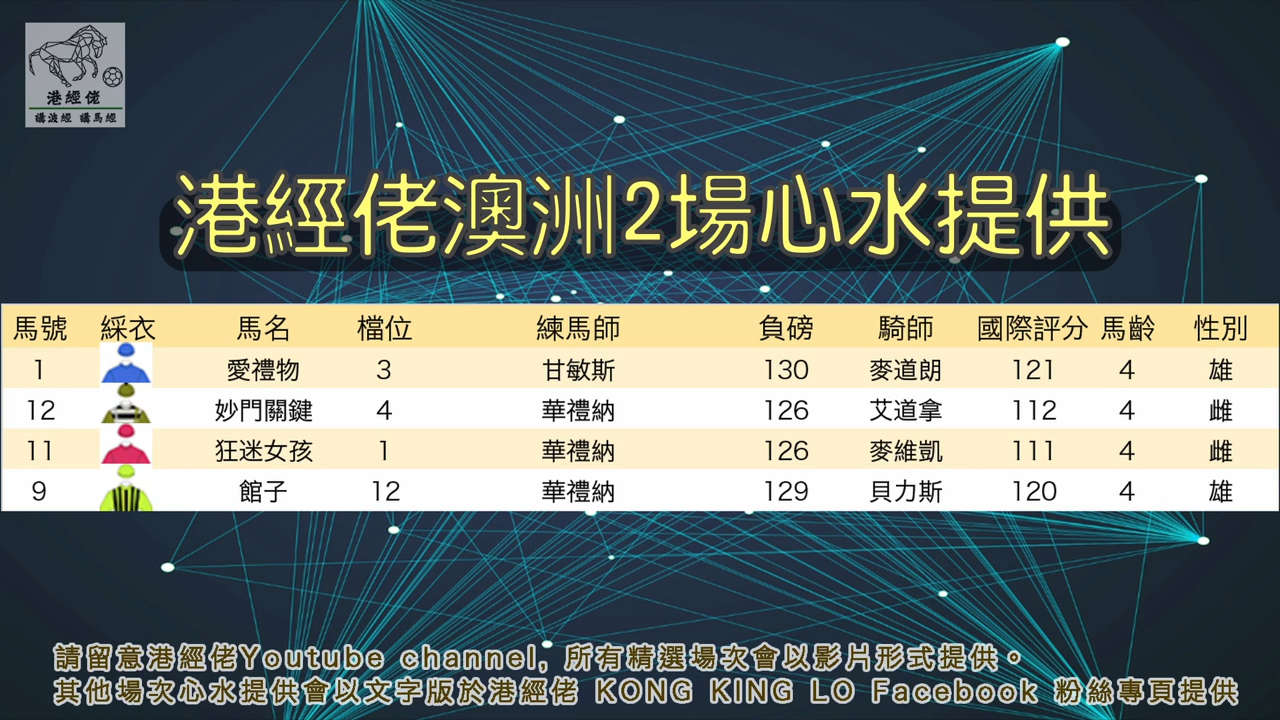 港經佬
講波經 講馬經
港經佬澳洲2場心水提供
馬號 綵衣 馬名 檔位 練馬師 負磅 騎師 國際評分 馬齡 性別
1 愛禮物 3 甘敏斯 130 麥道朗 121 4 雄
12 妙門關鍵 4 華禮納 126 艾道拿 112 4 雌
11 狂迷女孩 1 華禮納 126 麥維凱 111 4 雌
9 館子 12 華禮納 129 貝力斯 120 4 雄
請留意港經佬Youtube channel, 所有精選場次會以影片形式提供。
其他場次心水提供會以文字版於港經佬 KONG KING LO Facebook 粉絲專頁提供